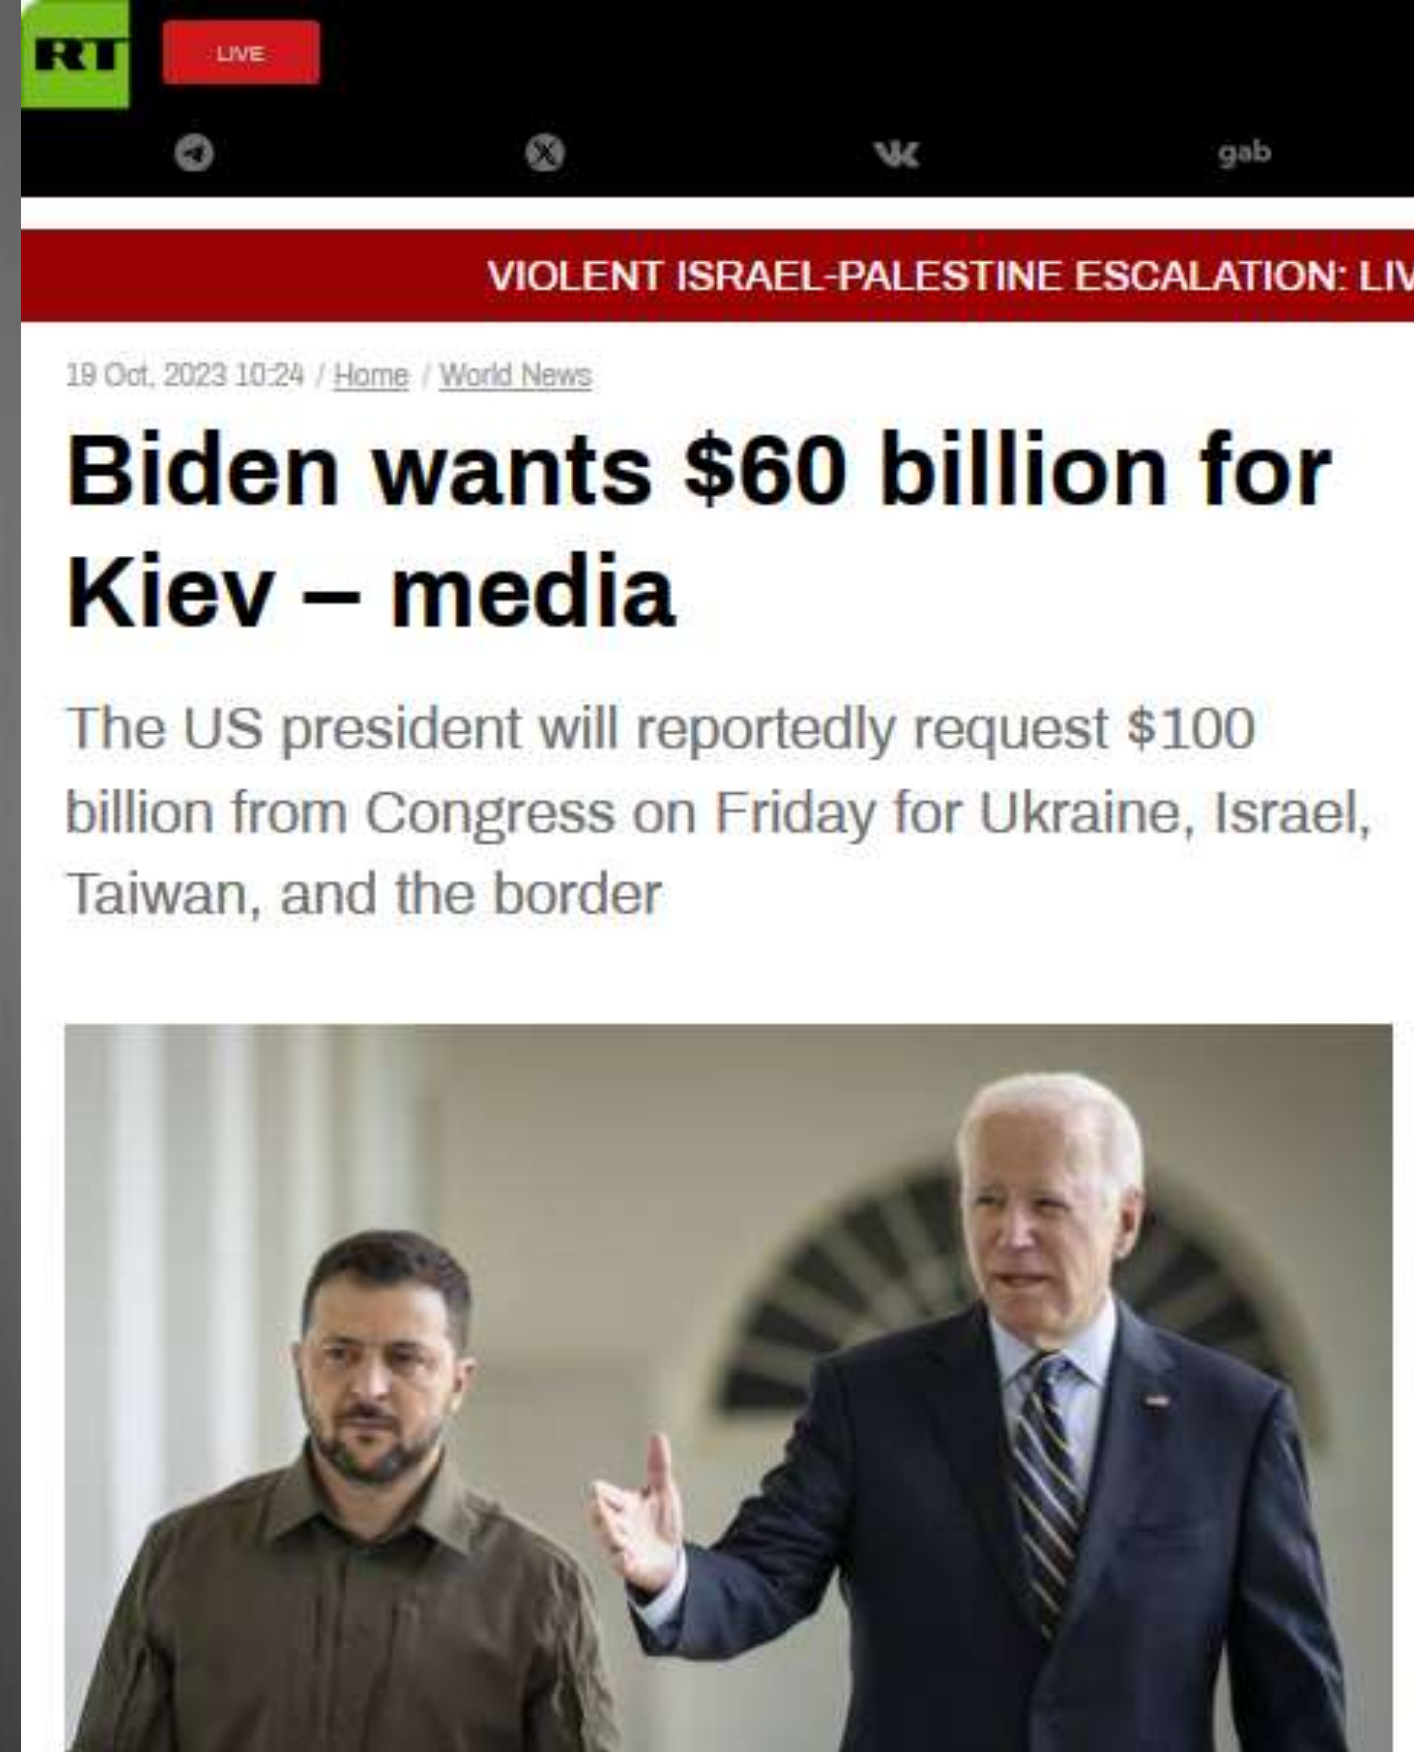 RT
LIVE
gab
VIOLENT ISRAEL-PALESTINE ESCALATION:
19 Oct, 2023 10:24 / Home / World News
Biden wants $60 billion for
Kiev – media
The US president will reportedly request $100
billion from Congress on Friday for Ukraine, Israel,
Taiwan, and the border